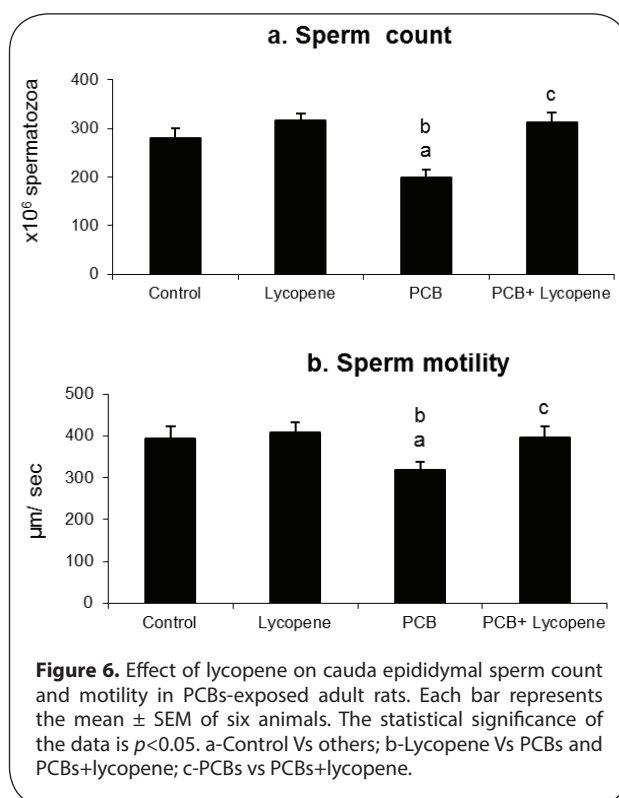 a. Sperm count
x10⁶ spermatozoa
400
300
200
100
0
b
a
c
Control Lycopene PCB PCB+ Lycopene
b. Sperm motility
µm/ sec
500
400
300
200
100
0
b
a
c
Control Lycopene PCB PCB+ Lycopene
Figure 6. Effect of lycopene on cauda epididymal sperm count
and motility in PCBs-exposed adult rats. Each bar represents
the mean ± SEM of six animals. The statistical significance of
the data is p<0.05. a-Control Vs others; b-Lycopene Vs PCBs and
PCBs+lycopene; c-PCBs vs PCBs+lycopene.